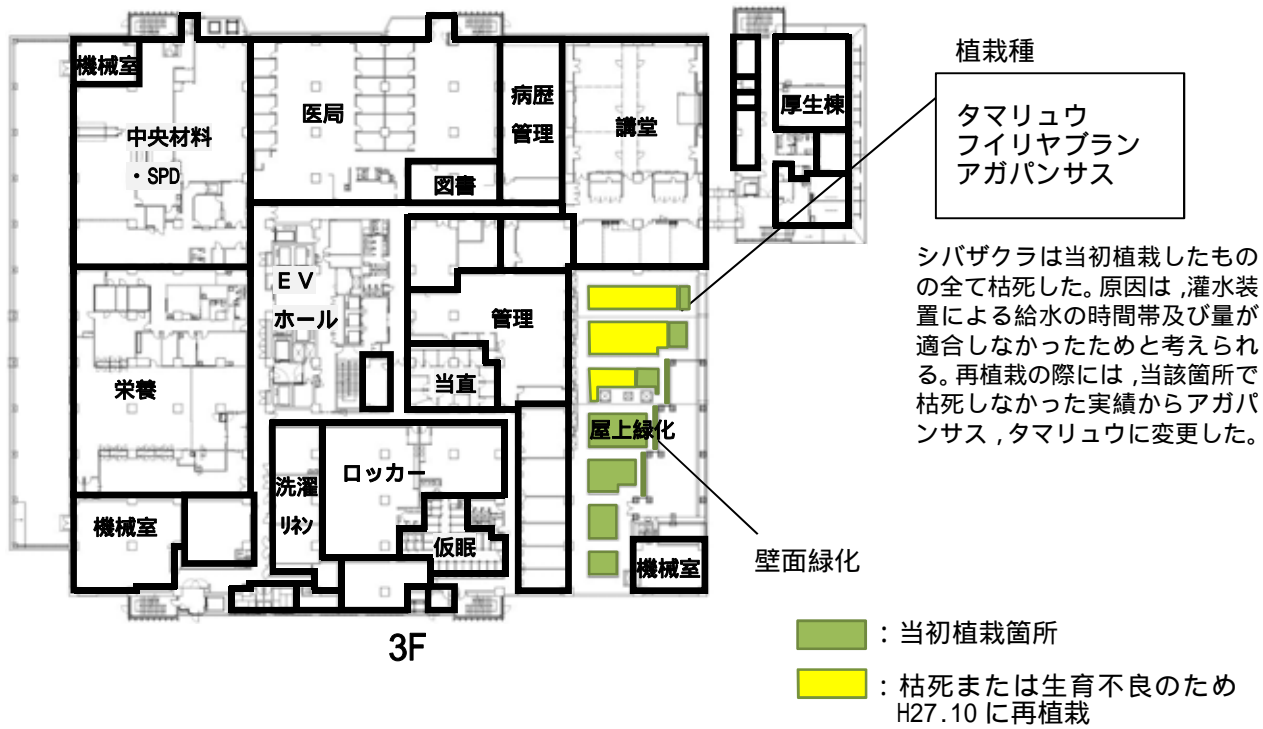 機械室
中央材料
・SPD
医局
図書
病歴
管理
講堂
厚生棟
EV
ホール
管理
当直
栄養
屋上緑化
洗濯
リネン
ロッカー
仮眠
機械室
機械室
3F
植栽種
タマリュウ
フイリヤブラン
アガパンサス
シバザクラは当初植栽したもの
の全て枯死した。原因は,灌水装
置による給水の時間帯及び量が
適合しなかったためと考えられ
る。再植栽の際には,当該箇所で
枯死しなかった実績からアガパ
ンサス,タマリュウに変更した。
壁面緑化
:当初植栽箇所
:枯死または生育不良のため
H27.10に再植栽